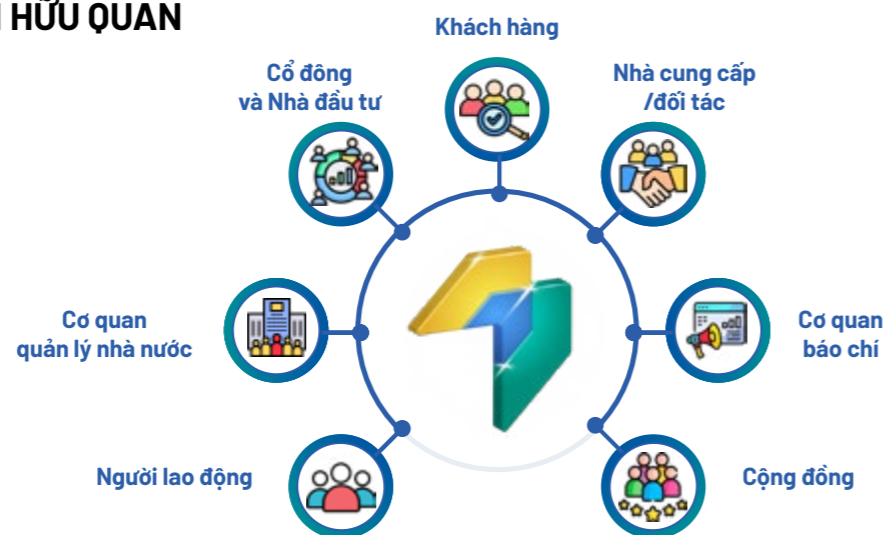 HỮU QUAN
Khách hàng
Cổ đông
và Nhà đầu tư
Nhà cung cấp
/đối tác
Cơ quan
quản lý nhà nước
Cơ quan
báo chí
Người lao động
Cộng đồng